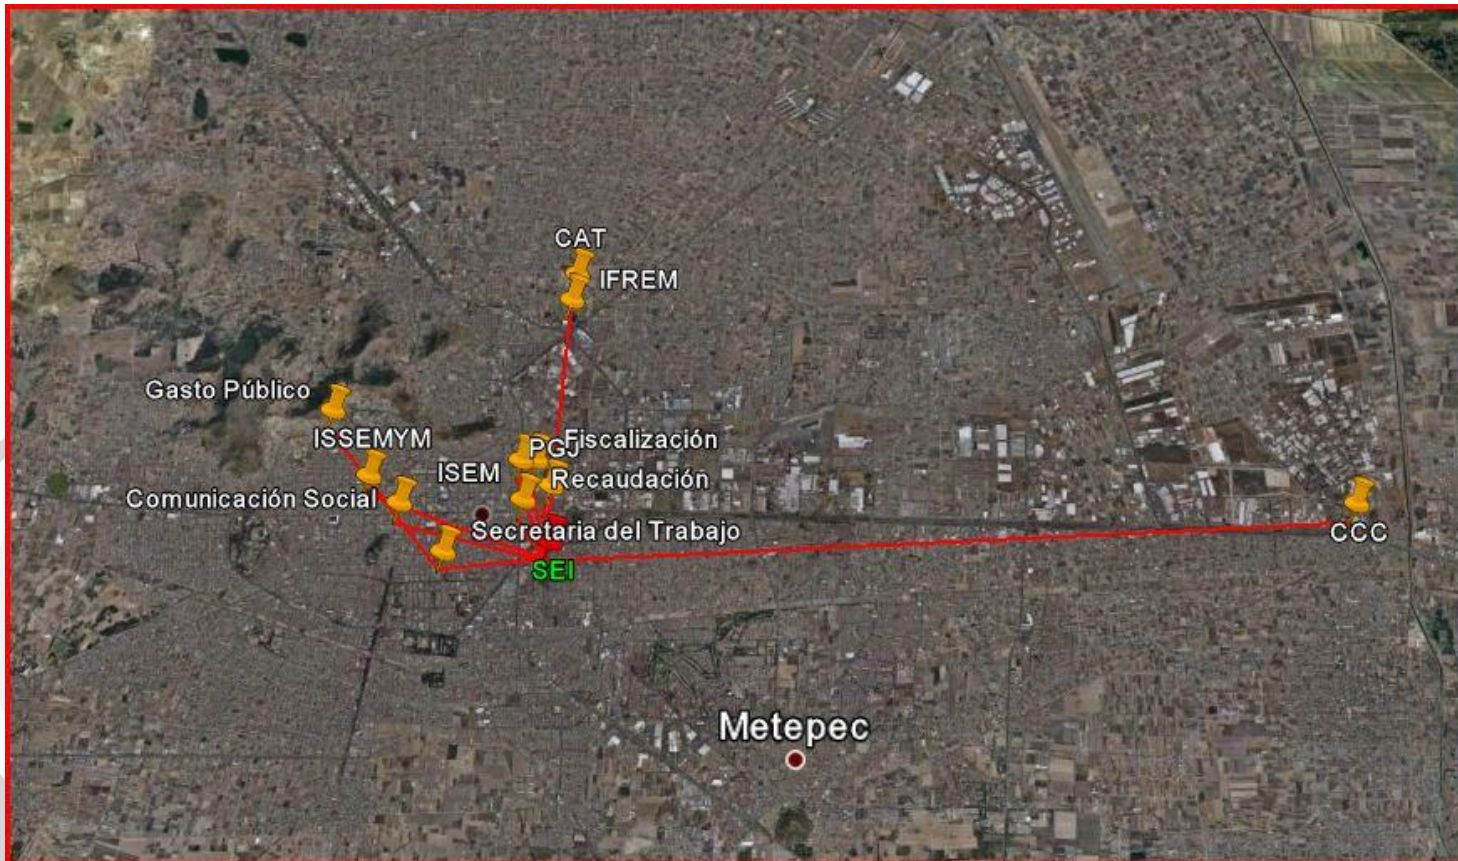 CAT
IFREM
Gasto Público
ISSEMYM
PGJ
Fiscalización
ISEM
Recaudación
Comunicación Social
Secretaria del Trabajo
SEI
CCC
Metepec